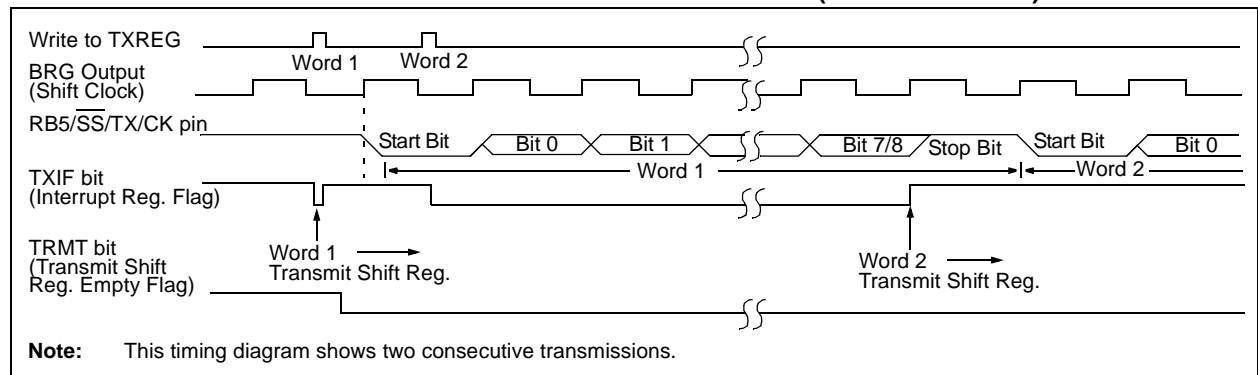 Write to TXREG
Word 1
Word 2
BRG Output
(Shift Clock)
RB5/SS/TX/CK pin
Start Bit
Bit 0
Bit 1
Bit 7/8
Stop Bit
Start Bit
Bit 0
Word 1
Word 2
TXIF bit
(Interrupt Reg. Flag)
Word 1
Transmit Shift Reg.
Word 2
Transmit Shift Reg.
TRMT bit
(Transmit Shift
Reg. Empty Flag)
Note: This timing diagram shows two consecutive transmissions.